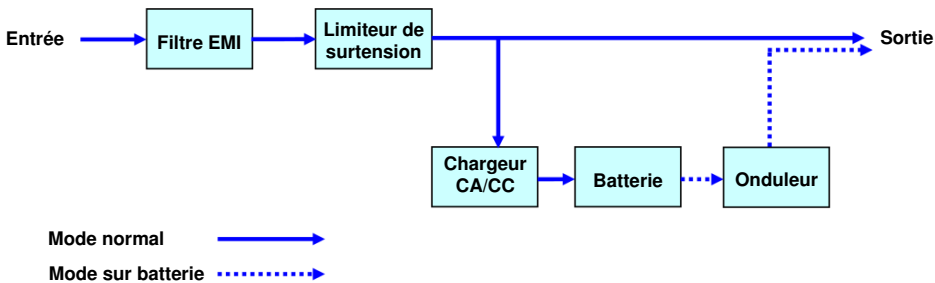 Entrée
Filtre EMI
Limiteur de
surtension
Sortie
Chargeur
CA/CC
Batterie
Onduleur
Mode normal
Mode sur batterie